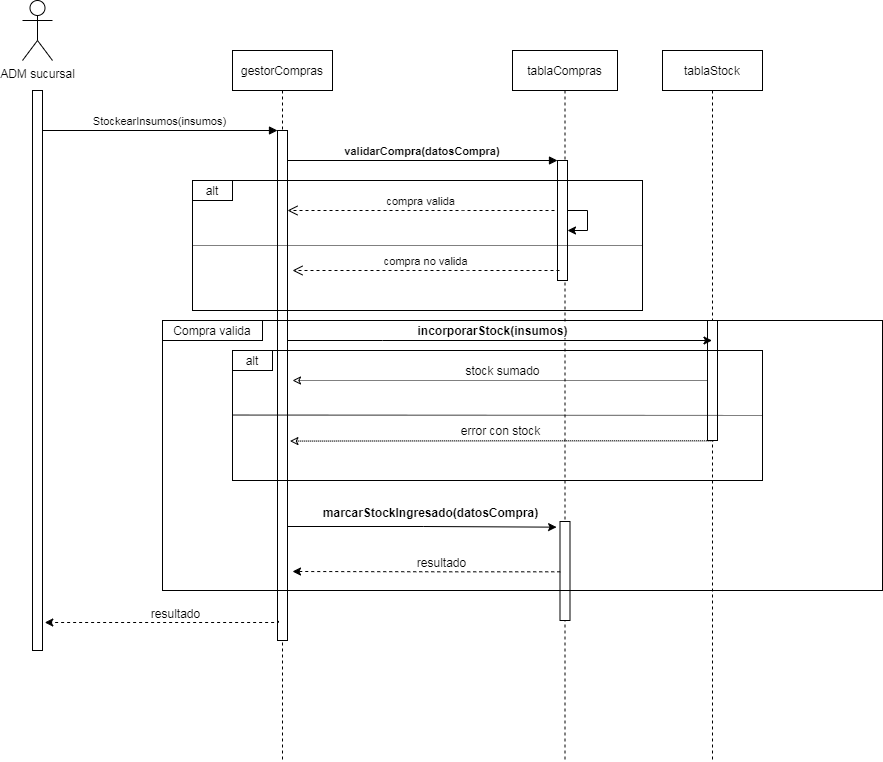 ADM sucursal
gestorCompras
tablaCompras
tablaStock
StockearInsumos(insumos)
validarCompra(datosCompra)
alt
compra valida
compra no valida
Compra valida
incorporarStock(insumos)
alt
stock sumado
error con stock
marcarStockIngresado(datosCompra)
resultado
resultado